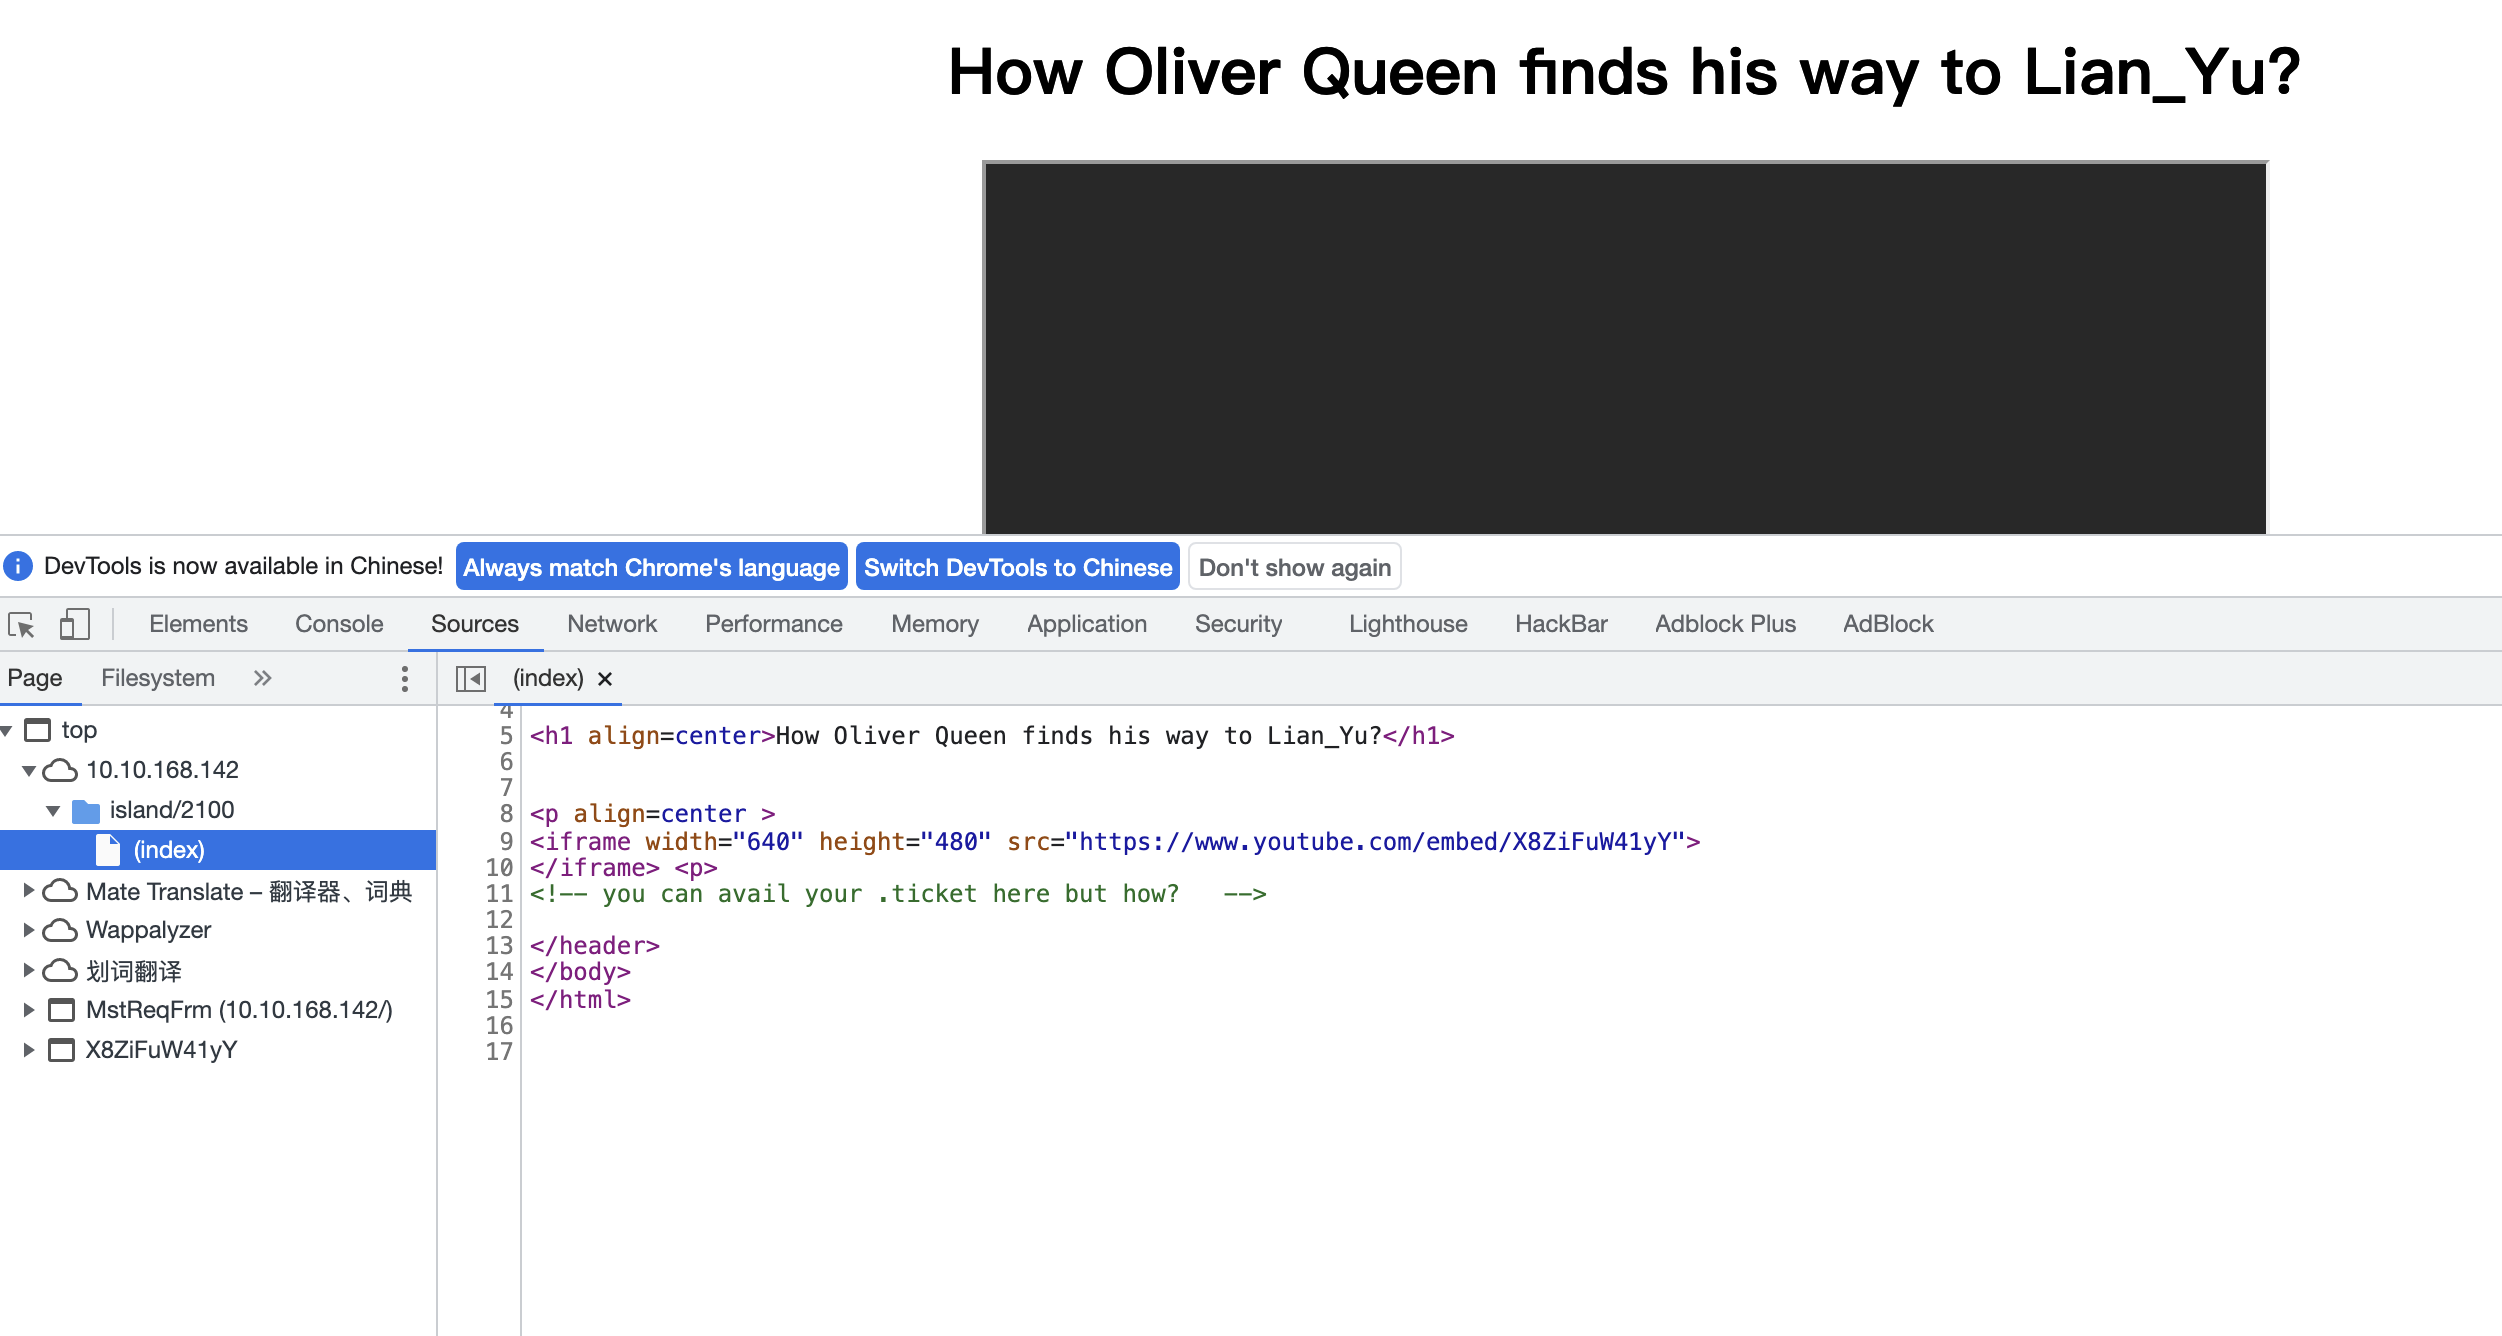 How Oliver Queen finds his way to Lian_Yu?
DevTools is now available in Chinese! Always match Chrome's language Switch DevTools to Chinese Don't show again
Elements Console Sources Network Performance Memory Application Security Lighthouse HackBar Adblock Plus AdBlock
Page Filesystem (index)
top
10.10.168.142
island/2100
(index)
Mate Translate – 翻译器、词典
Wappalyzer
划词翻译
MstReqFrm (10.10.168.142/)
X8ZiFuW41yY
4
5 <h1 align=center>How Oliver Queen finds his way to Lian_Yu?</h1>
6
7
8 <p align=center >
9 <iframe width="640" height="480" src="https://www.youtube.com/embed/X8ZiFuW41yY">
10 </iframe> <p>
11 <!-- you can avail your .ticket here but how?   -->
12
13 </header>
14 </body>
15 </html>
16
17